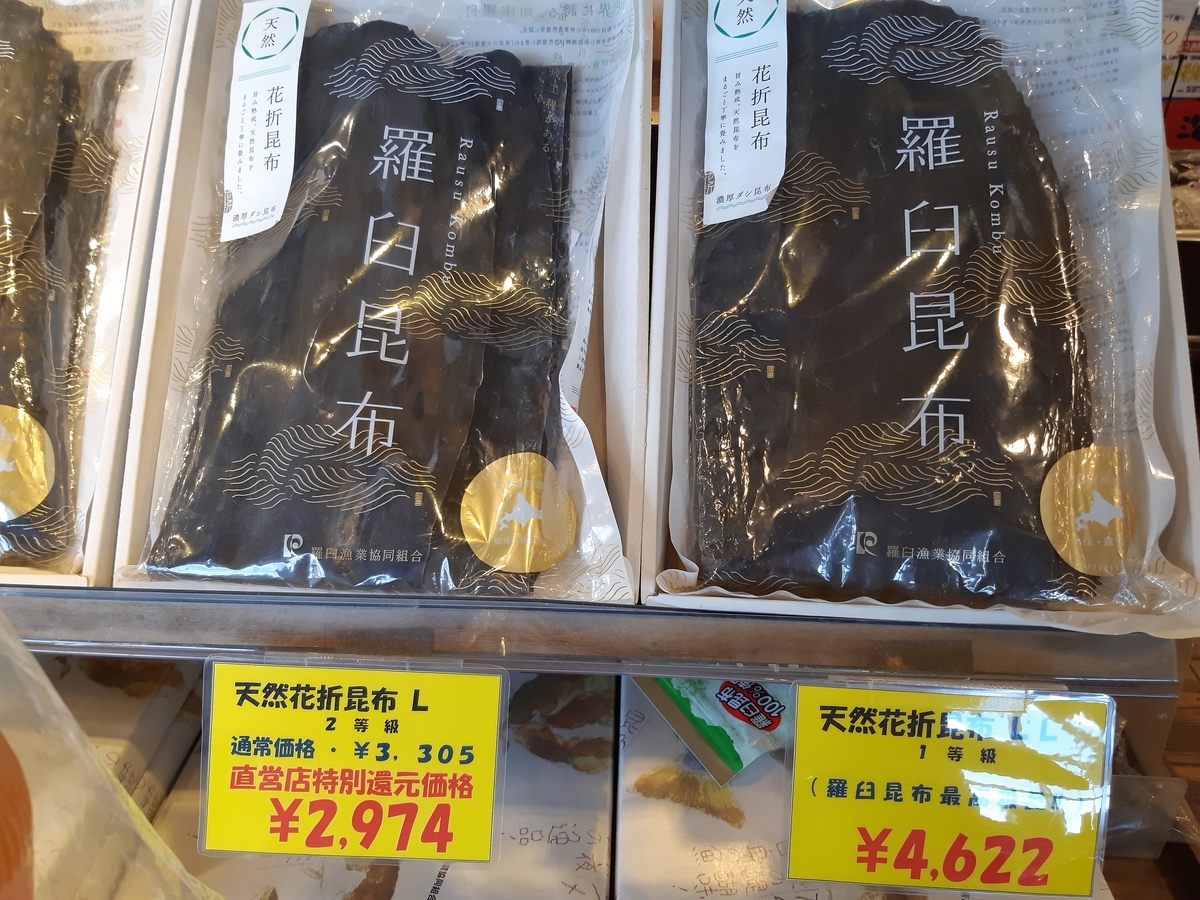 天然
花折昆布
旨み熟成、天然昆布を
まるごと丁寧に畳みました。
濃厚ダシ昆布
羅臼昆布
Rausu Kombu
羅臼漁業協同組合
天然
花折昆布
旨み熟成、天然昆布を
まるごと丁寧に畳みました。
濃厚ダシ昆布
羅臼昆布
Rausu Kombu
羅臼漁業協同組合
天然花折昆布 L
2等級
通常価格・¥3,305
直営店特別還元価格
¥2,974
羅臼昆布
100%
天然花折昆布 LL
1等級
(羅臼昆布最
¥4,622